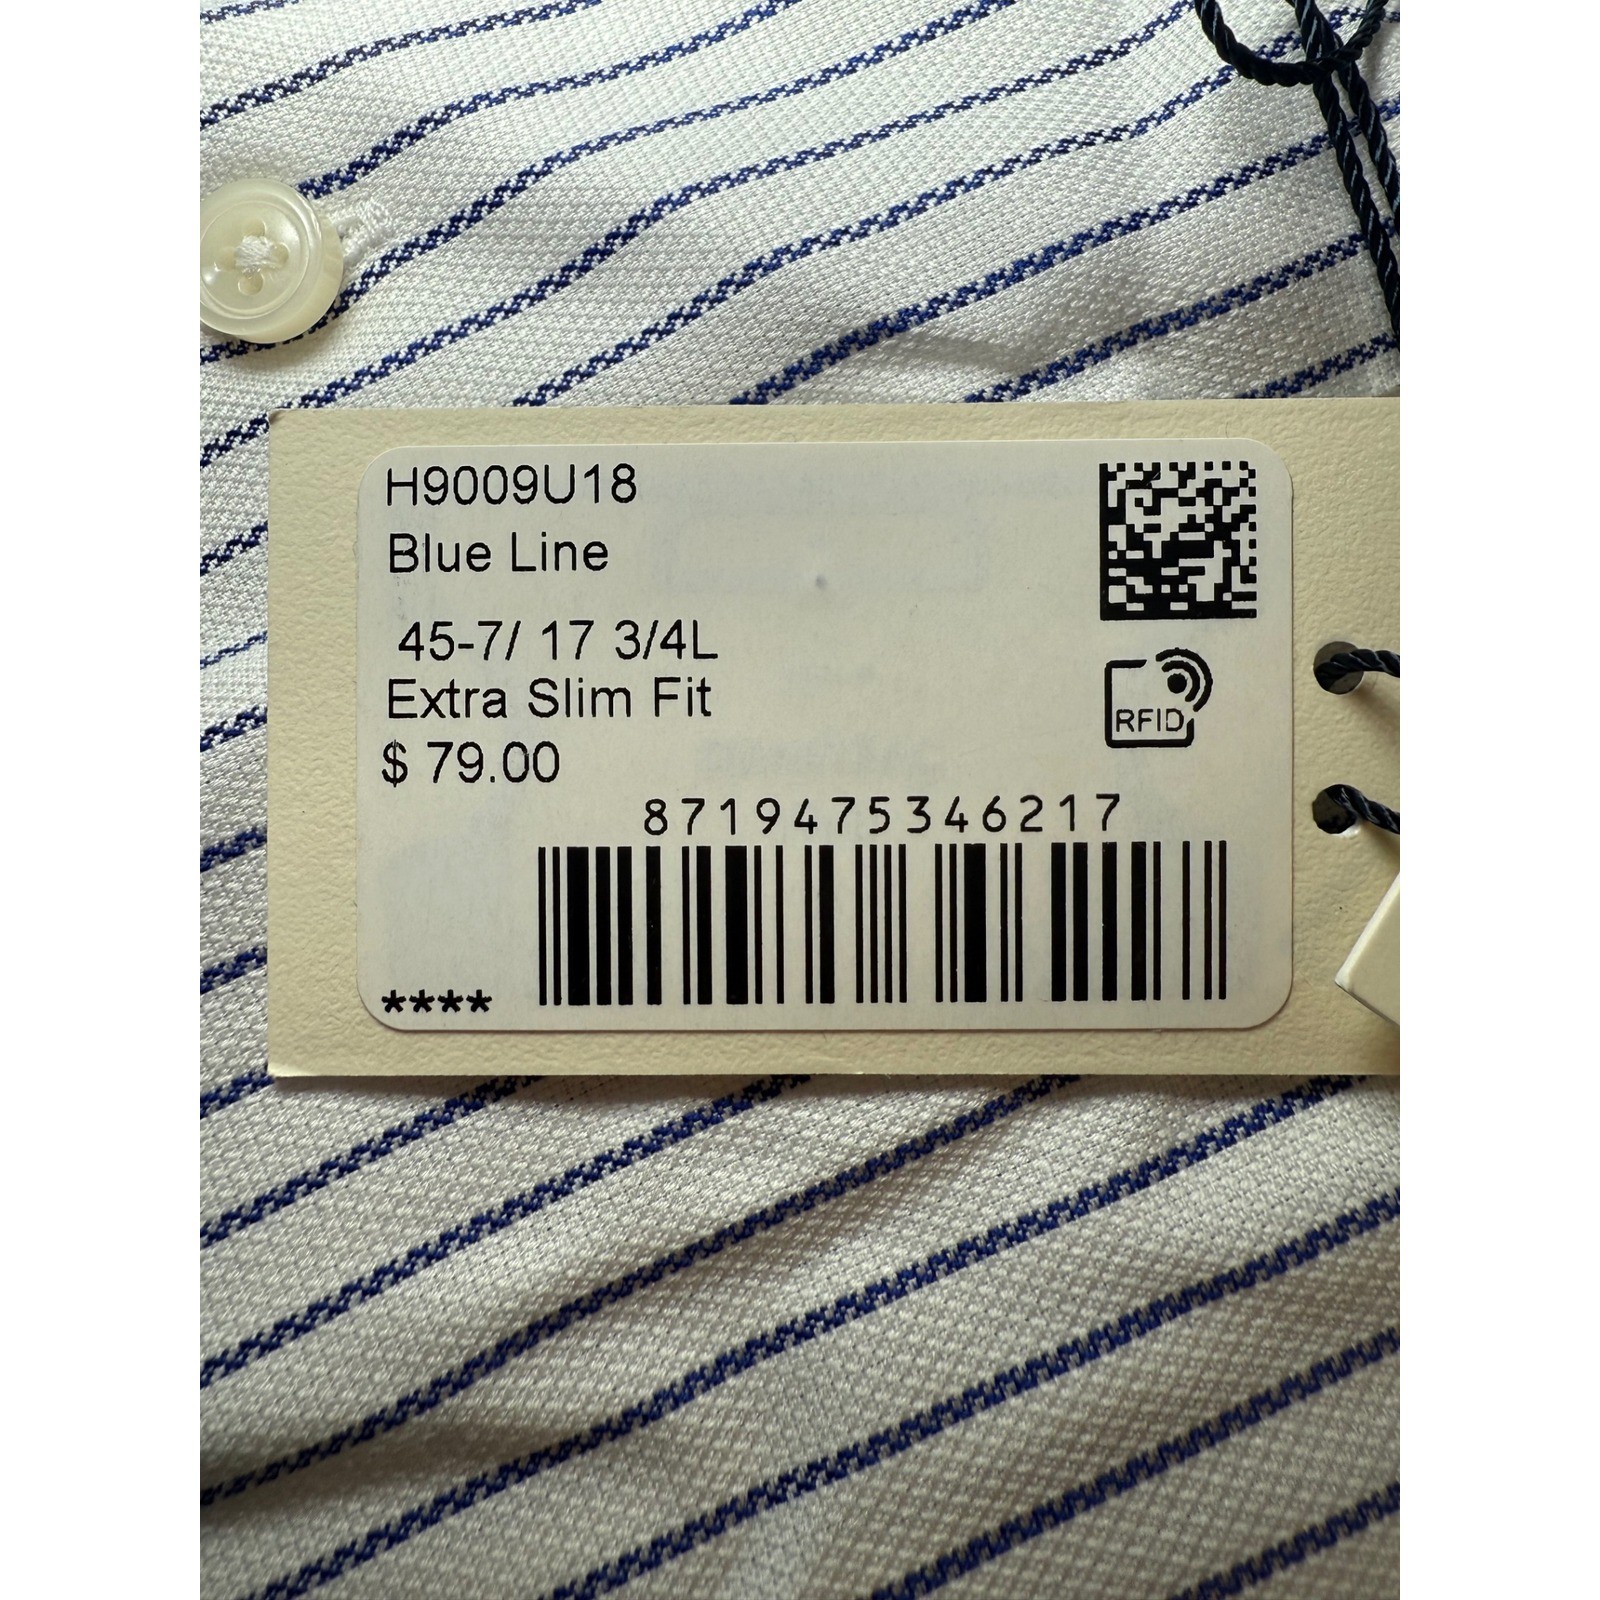 H9009U18
Blue Line
45-7/ 17 3/4L
Extra Slim Fit
$ 79.00
RFID
8719475346217
****